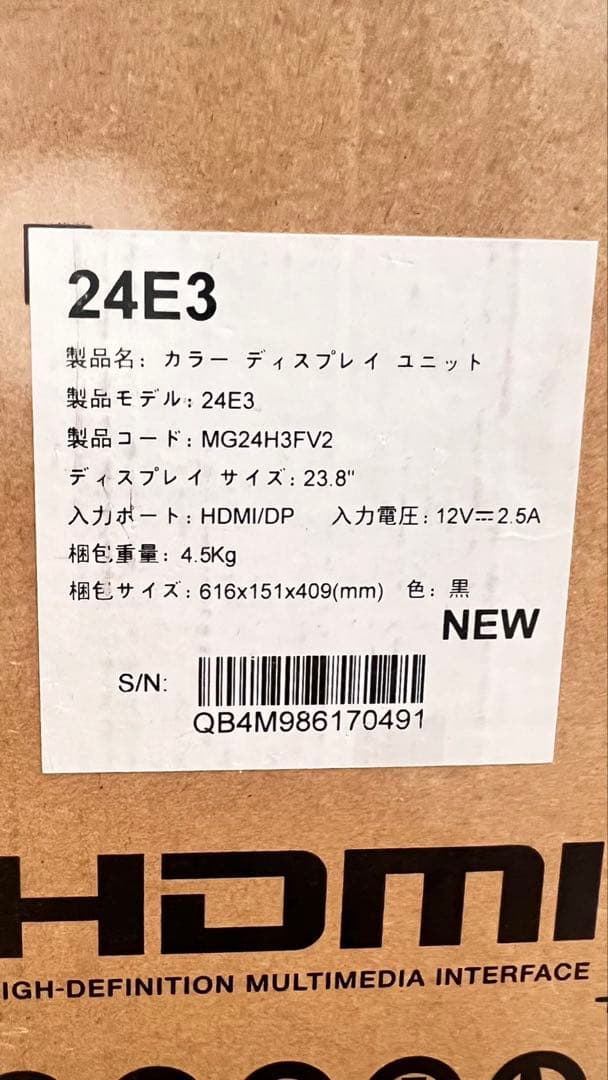 24E3
製品名: カラー ディスプレイ ユニット
製品モデル: 24E3
製品コード: MG24H3FV2
ディスプレイ サイズ: 23.8"
入力ポート: HDMI/DP 入力電圧: 12V⎓2.5A
梱包重量: 4.5Kg
梱包サイズ: 616x151x409(mm) 色: 黒
NEW
S/N:
QB4M986170491
HDMI
IGH-DEFINITION MULTIMEDIA INTERFACE